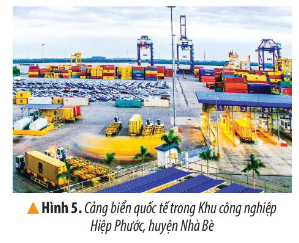 ▲ Hình 5. Cảng biển quốc tế trong Khu công nghiệp
Hiệp Phước, huyện Nhà Bè